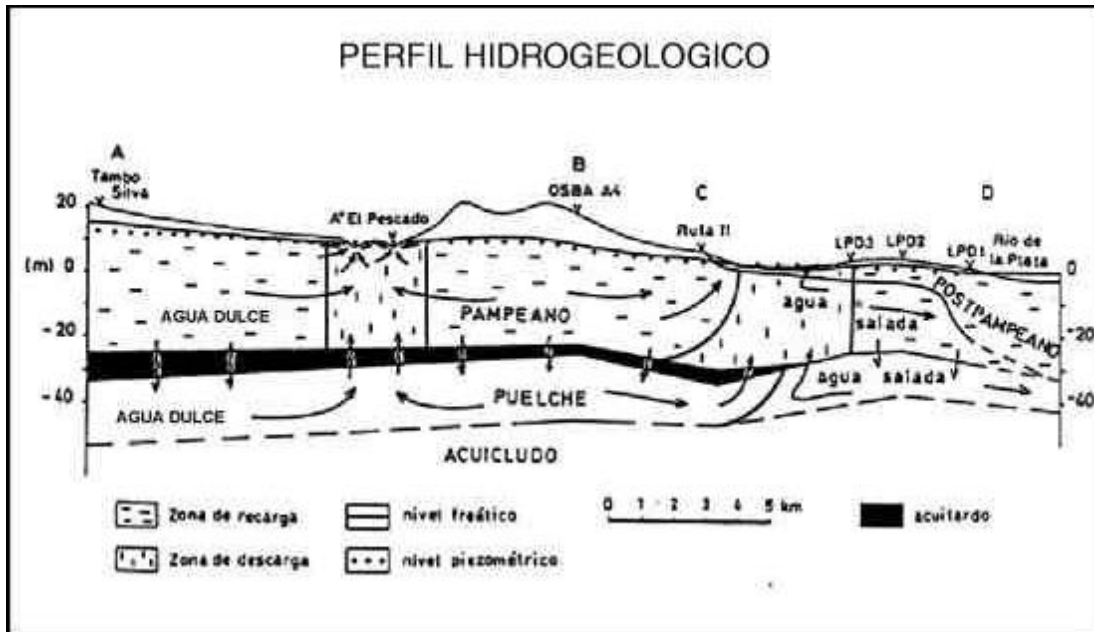 PERFIL HIDROGEOLOGICO
A
Tambo
Silva
Aº El Pescado
B
OSBA A4
C
Ruta 11
D
LPD3
LPD2
LPD1
Rio de
la Plata
20
(m) 0
-20
-40
0
-20
-40
AGUA DULCE
PAMPEANO
agua
salada
POSTPAMPEANO
AGUA DULCE
PUELCHE
agua salada
ACUICLUDO
Zona de recarga
nivel freático
0 1 2 3 4 5 km
acuitardo
Zona de descarga
nivel piezométrico